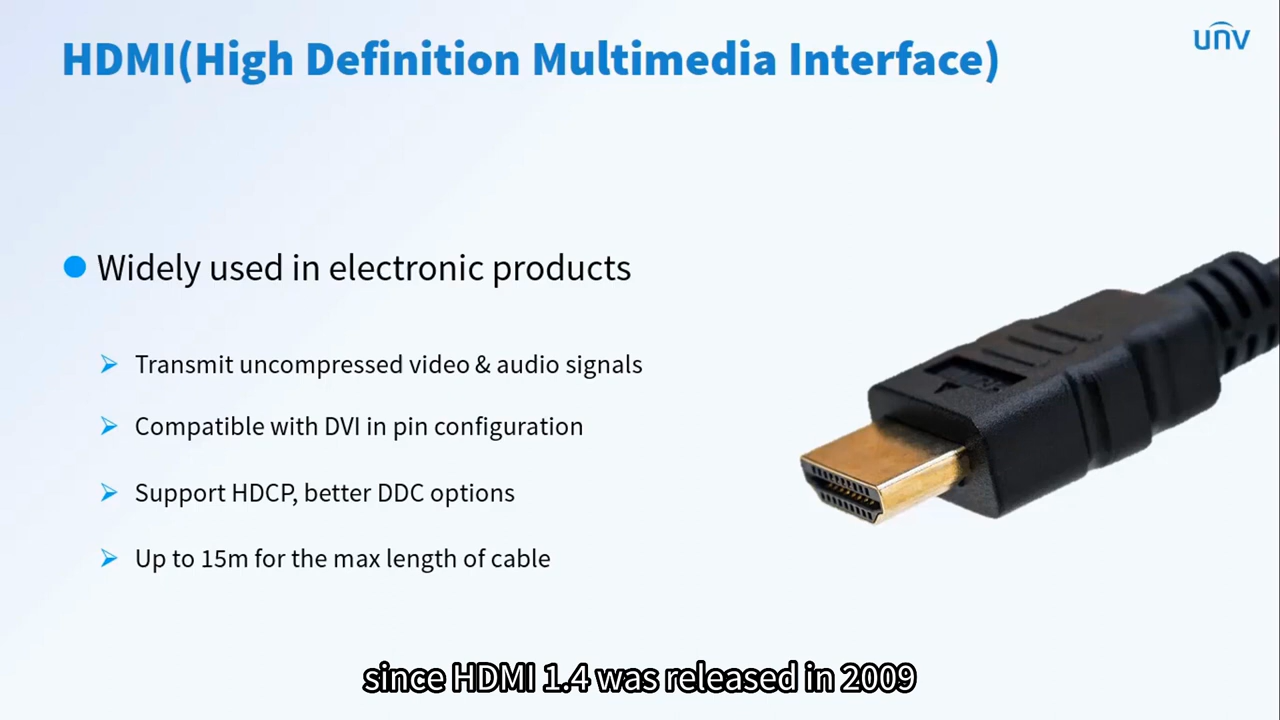 HDMI(High Definition Multimedia Interface)
unv
Widely used in electronic products
Transmit uncompressed video & audio signals
Compatible with DVI in pin configuration
Support HDCP, better DDC options
Up to 15m for the max length of cable
since HDMI 1.4 was released in 2009